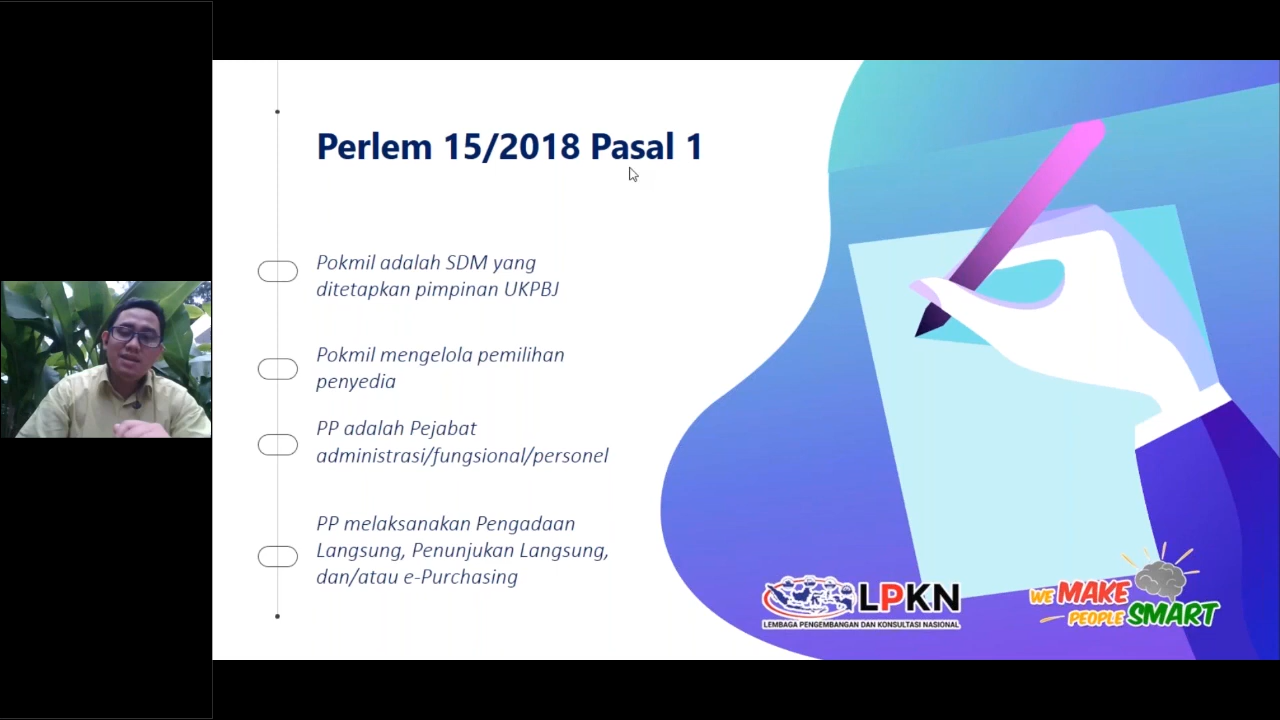 Perlem 15/2018 Pasal 1
Pokmil adalah SDM yang
ditetapkan pimpinan UKPBJ
Pokmil mengelola pemilihan
penyedia
PP adalah Pejabat
administrasi/fungsional/personel
PP melaksanakan Pengadaan
Langsung, Penunjukan Langsung,
dan/atau e-Purchasing
LPKN
LEMBAGA PENGEMBANGAN DAN KONSULTASI NASIONAL
WE MAKE
PEOPLE SMART